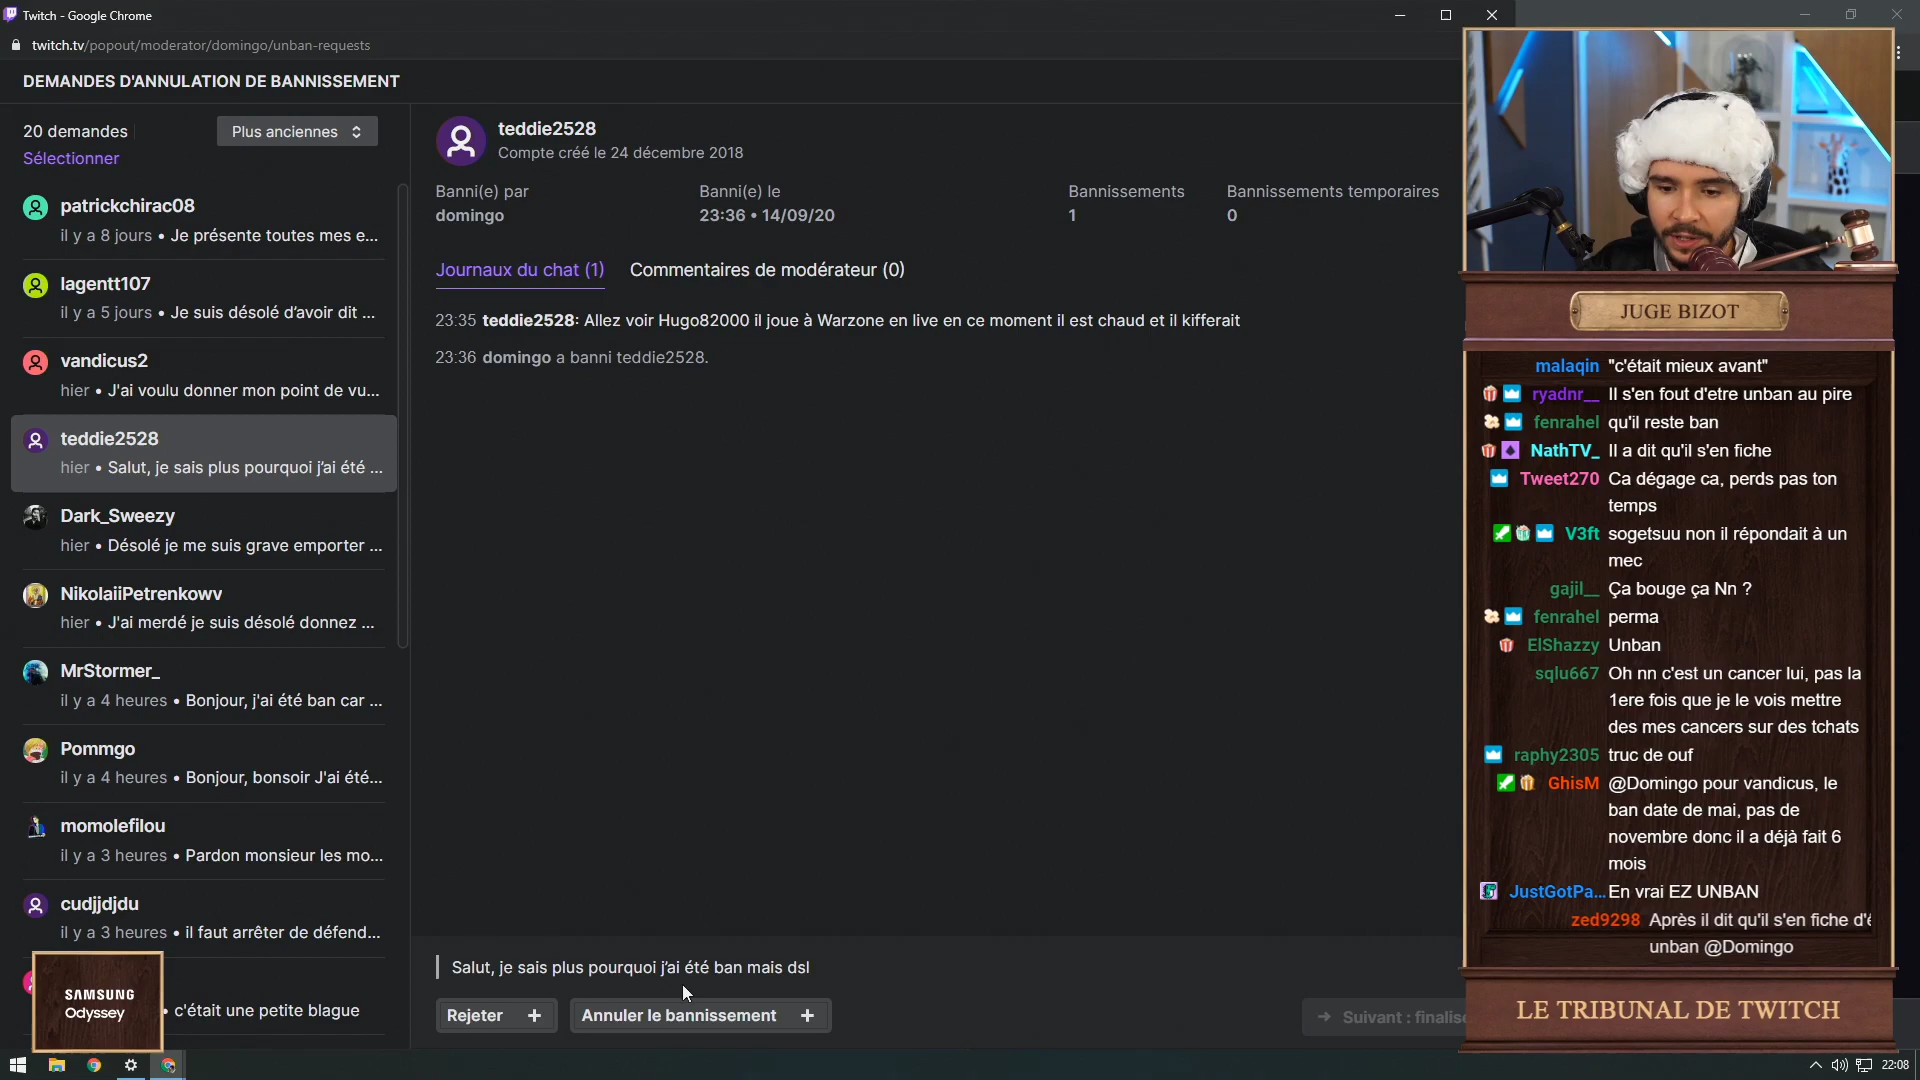 Twitch - Google Chrome
twitch.tv/popout/moderator/domingo/unban-requests
DEMANDES D'ANNULATION DE BANNISSEMENT
20 demandes
Plus anciennes
Sélectionner
patrickchirac08
il y a 8 jours • Je présente toutes mes e...
lagentt107
il y a 5 jours • Je suis désolé d'avoir dit ...
vandicus2
hier • J'ai voulu donner mon point de vu...
teddie2528
hier • Salut, je sais plus pourquoi j'ai été ...
Dark_Sweezy
hier • Désolé je me suis grave emporter ...
NikolaiiPetrenkowv
hier • J'ai merdé je suis désolé donnez ...
MrStormer_
il y a 4 heures • Bonjour, j'ai été ban car ...
Pommgo
il y a 4 heures • Bonjour, bonsoir J'ai été...
momolefilou
il y a 3 heures • Pardon monsieur les mo...
cudjjdjdu
il y a 3 heures • il faut arrêter de défend...
• c'était une petite blague
SAMSUNG
Odyssey
teddie2528
Compte créé le 24 décembre 2018
Banni(e) par
domingo
Banni(e) le
23:36 • 14/09/20
Bannissements
1
Bannissements temporaires
0
Journaux du chat (1)
Commentaires de modérateur (0)
23:35 teddie2528: Allez voir Hugo82000 il joue à Warzone en live en ce moment il est chaud et il kifferait
23:36 domingo a banni teddie2528.
Salut, je sais plus pourquoi j'ai été ban mais dsl
Rejeter +
Annuler le bannissement +
→ Suivant : finalis
JUGE BIZOT
malaqin "c'était mieux avant"
ryadnr__ Il s'en fout d'etre unban au pire
fenrahel qu'il reste ban
NathTV_ Il a dit qu'il s'en fiche
Tweet270 Ca dégage ca, perds pas ton
temps
V3ft sogetsuu non il répondait à un
mec
gajil__ Ça bouge ça Nn ?
fenrahel perma
ElShazzy Unban
sqlu667 Oh nn c'est un cancer lui, pas la
1ere fois que je le vois mettre
des mes cancers sur des tchats
raphy2305 truc de ouf
GhisM @Domingo pour vandicus, le
ban date de mai, pas de
novembre donc il a déjà fait 6
mois
JustGotPa... En vrai EZ UNBAN
zed9298 Après il dit qu'il s'en fiche d'ê
unban @Domingo
LE TRIBUNAL DE TWITCH
22:08